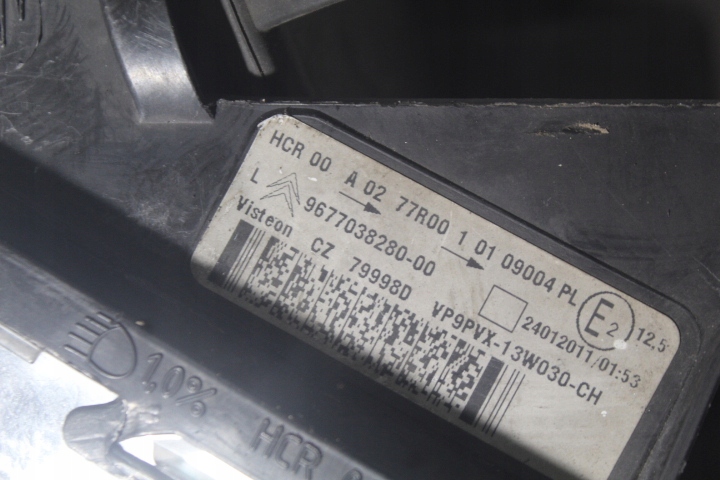 HCR 00 A 02 77R00 1 01 09004 PL E2 12,5
L 9677038280-00 24012011/01:53
Visteon CZ 79998D VP9PVX-13W030-CH
1,0%
HCR